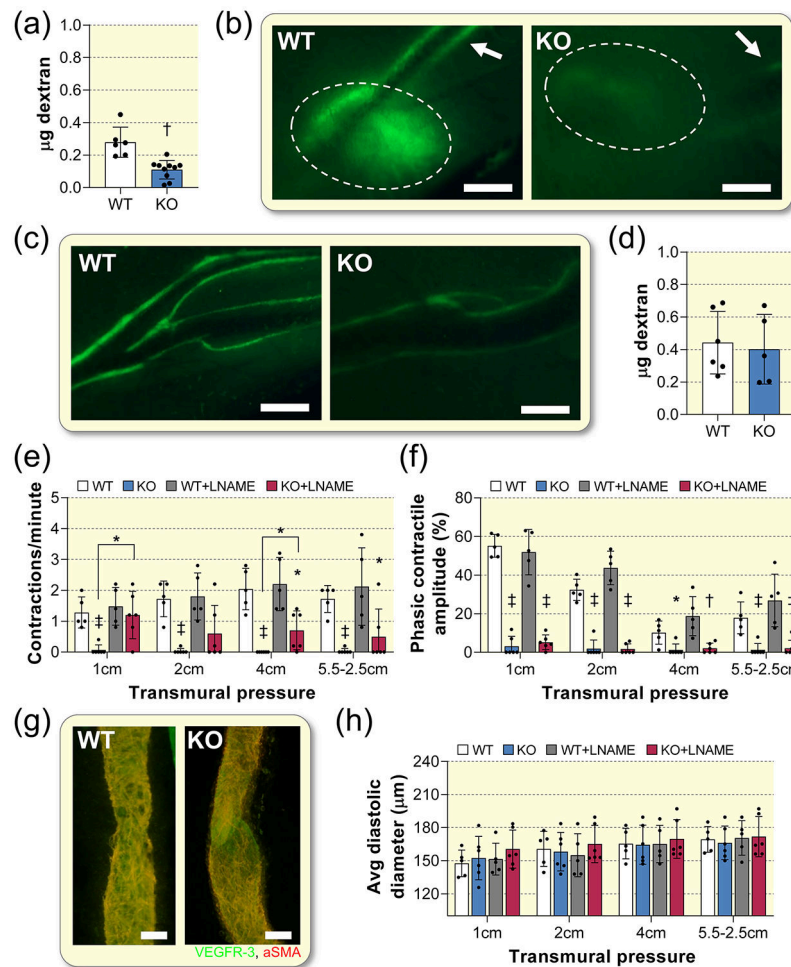 (a)
1.0
0.8
0.6
0.4
0.2
0.0
µg dextran
†
WT KO
(b)
WT
KO
(c)
WT
KO
(d)
1.0
0.8
0.6
0.4
0.2
0.0
µg dextran
WT KO
(e)
WT KO WT+LNAME KO+LNAME
5
4
3
2
1
0
Contractions/minute
* *
* *
‡ ‡ ‡ ‡
1cm 2cm 4cm 5.5-2.5cm
Transmural pressure
(f)
WT KO WT+LNAME KO+LNAME
80
60
40
20
0
Phasic contractile
amplitude (%)
‡ ‡ ‡ ‡ * † ‡ ‡
1cm 2cm 4cm 5.5-2.5cm
Transmural pressure
(g)
WT
KO
VEGFR-3, aSMA
(h)
WT KO WT+LNAME KO+LNAME
240
210
180
150
120
Avg diastolic
diameter (µm)
1cm 2cm 4cm 5.5-2.5cm
Transmural pressure